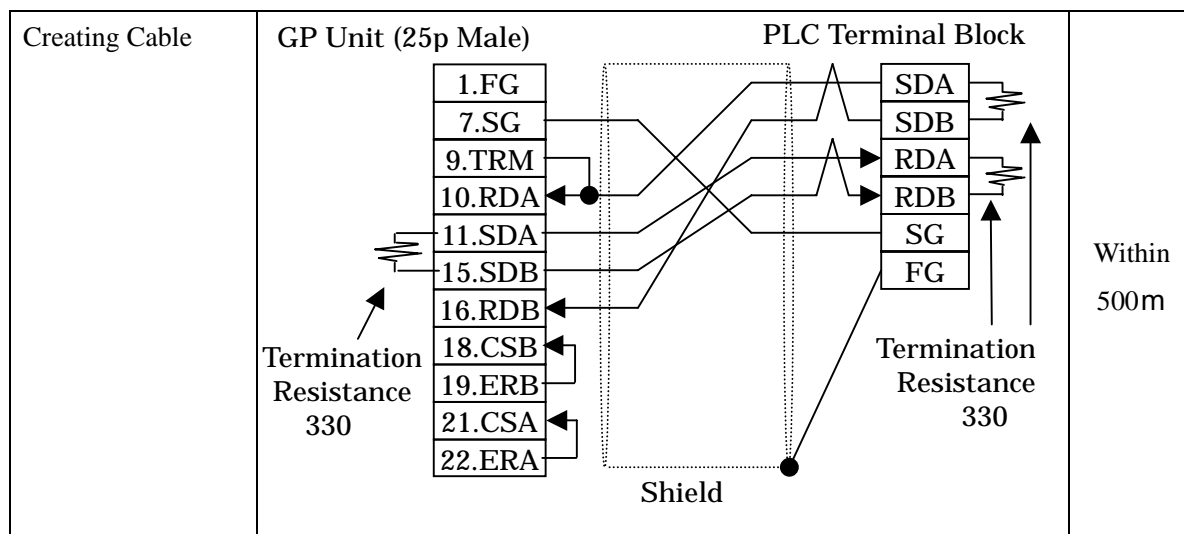 Creating Cable
GP Unit (25p Male)
PLC Terminal Block
1.FG
7.SG
9.TRM
10.RDA
11.SDA
15.SDB
16.RDB
18.CSB
19.ERB
21.CSA
22.ERA
Termination
Resistance
330
Shield
SDA
SDB
RDA
RDB
SG
FG
Termination
Resistance
330
Within
500m